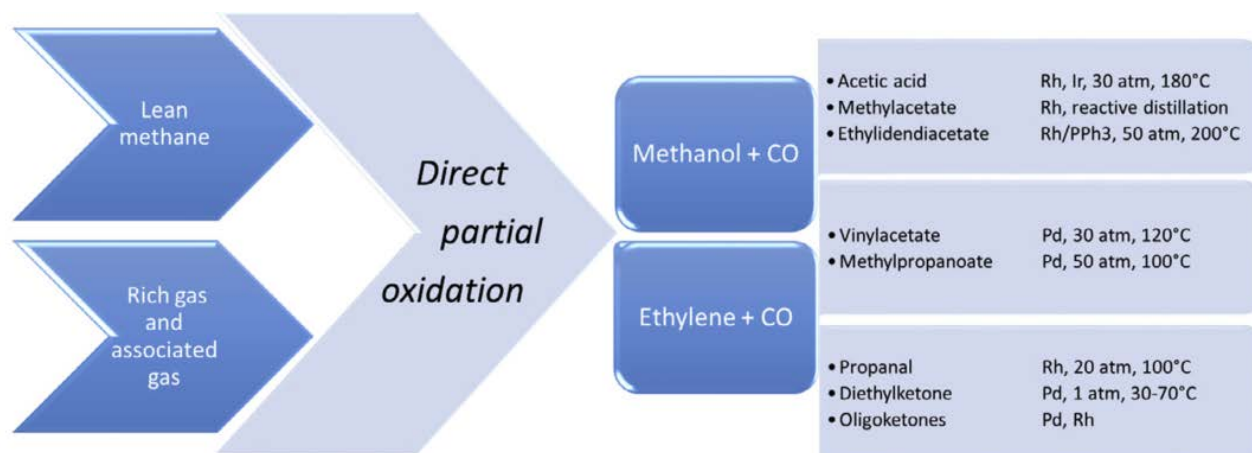 Lean
methane
Rich gas
and
associated
gas
Direct
partial
oxidation
Methanol + CO
Ethylene + CO
• Acetic acid Rh, Ir, 30 atm, 180°C
• Methylacetate Rh, reactive distillation
• Ethylidendiacetate Rh/PPh3, 50 atm, 200°C
• Vinylacetate Pd, 30 atm, 120°C
• Methylpropanoate Pd, 50 atm, 100°C
• Propanal Rh, 20 atm, 100°C
• Diethylketone Pd, 1 atm, 30-70°C
• Oligoketones Pd, Rh